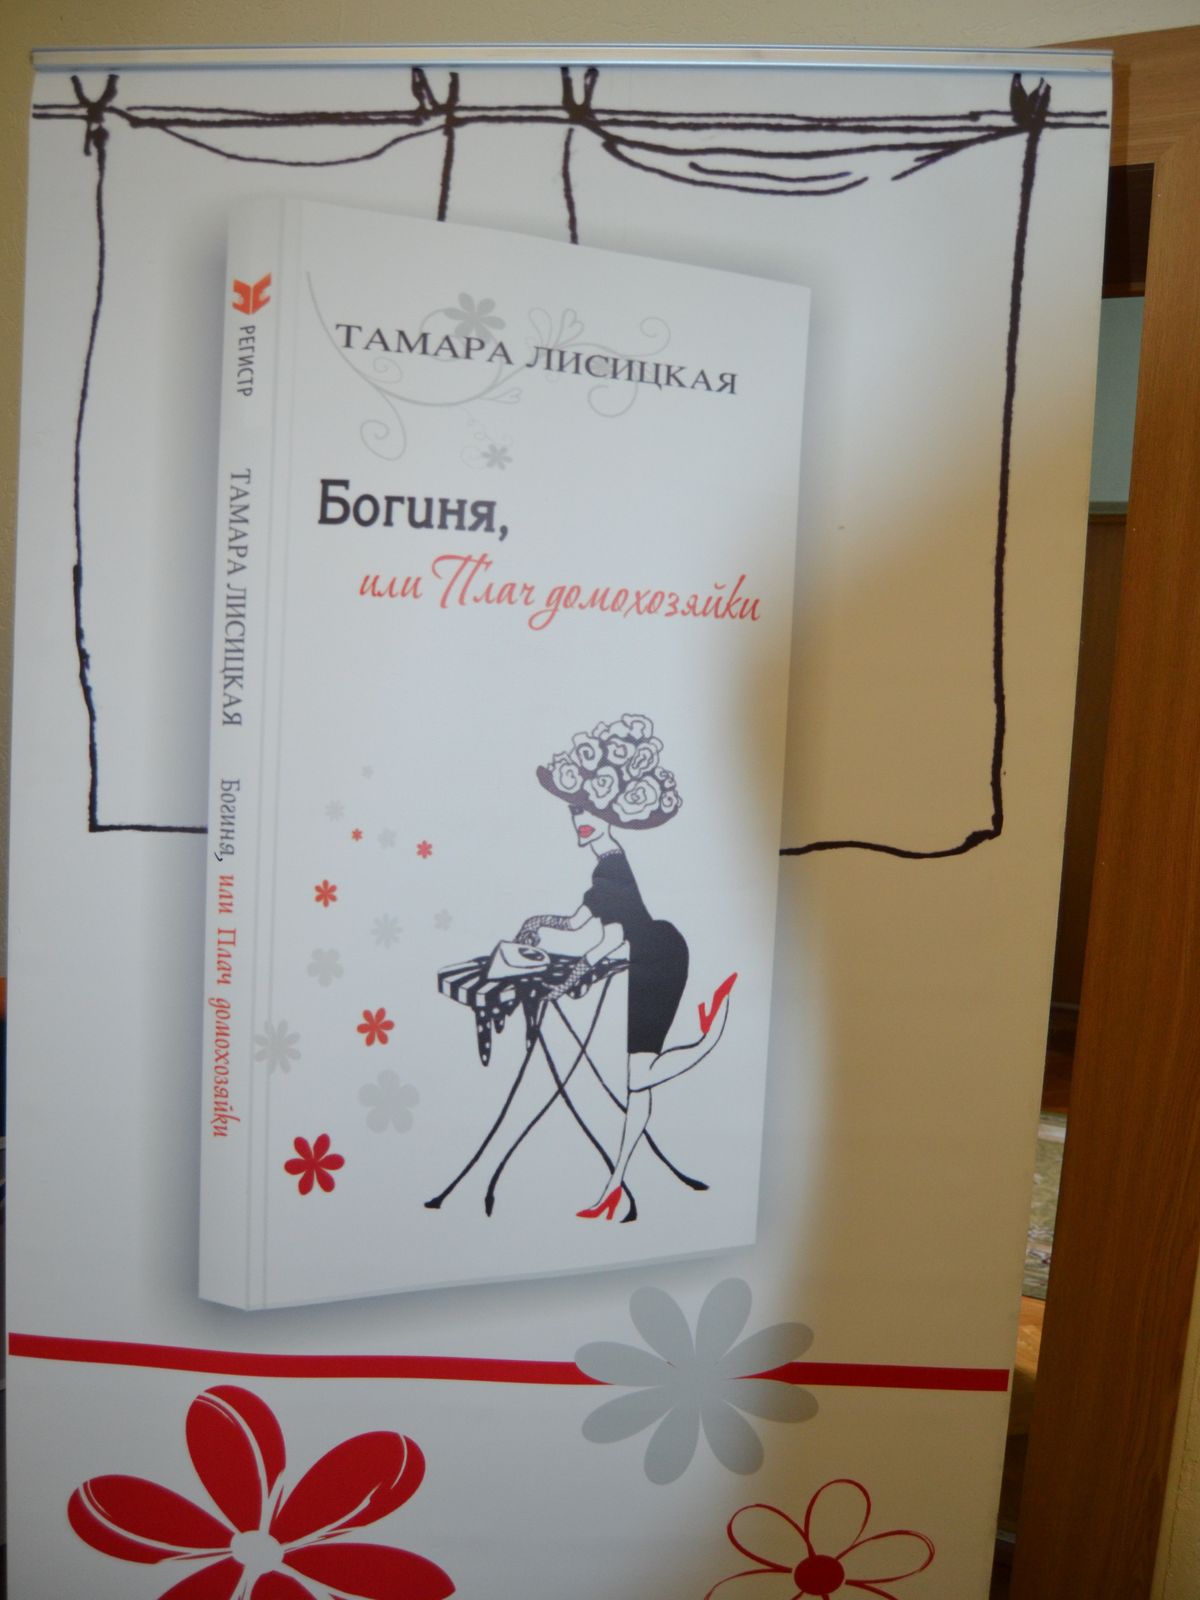 РЕГИСТР
ТАМАРА ЛИСИЦКАЯ
Богиня, или Плач домохозяйки
ТАМАРА ЛИСИЦКАЯ
Богиня,
или Плач домохозяйки